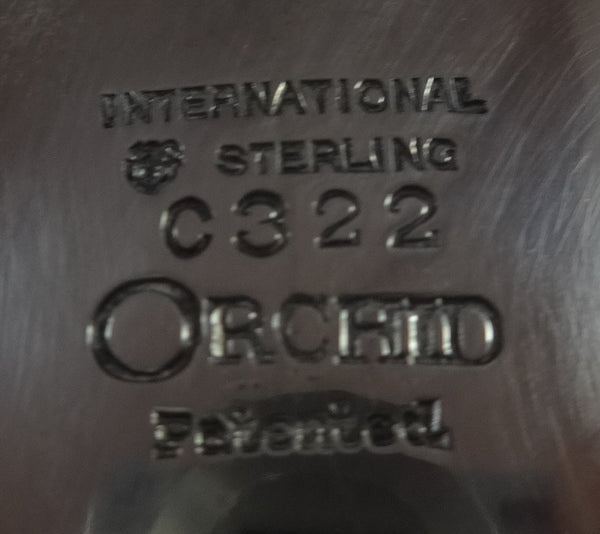 INTERNATIONAL
STERLING
C322
ORCHID
Patented.